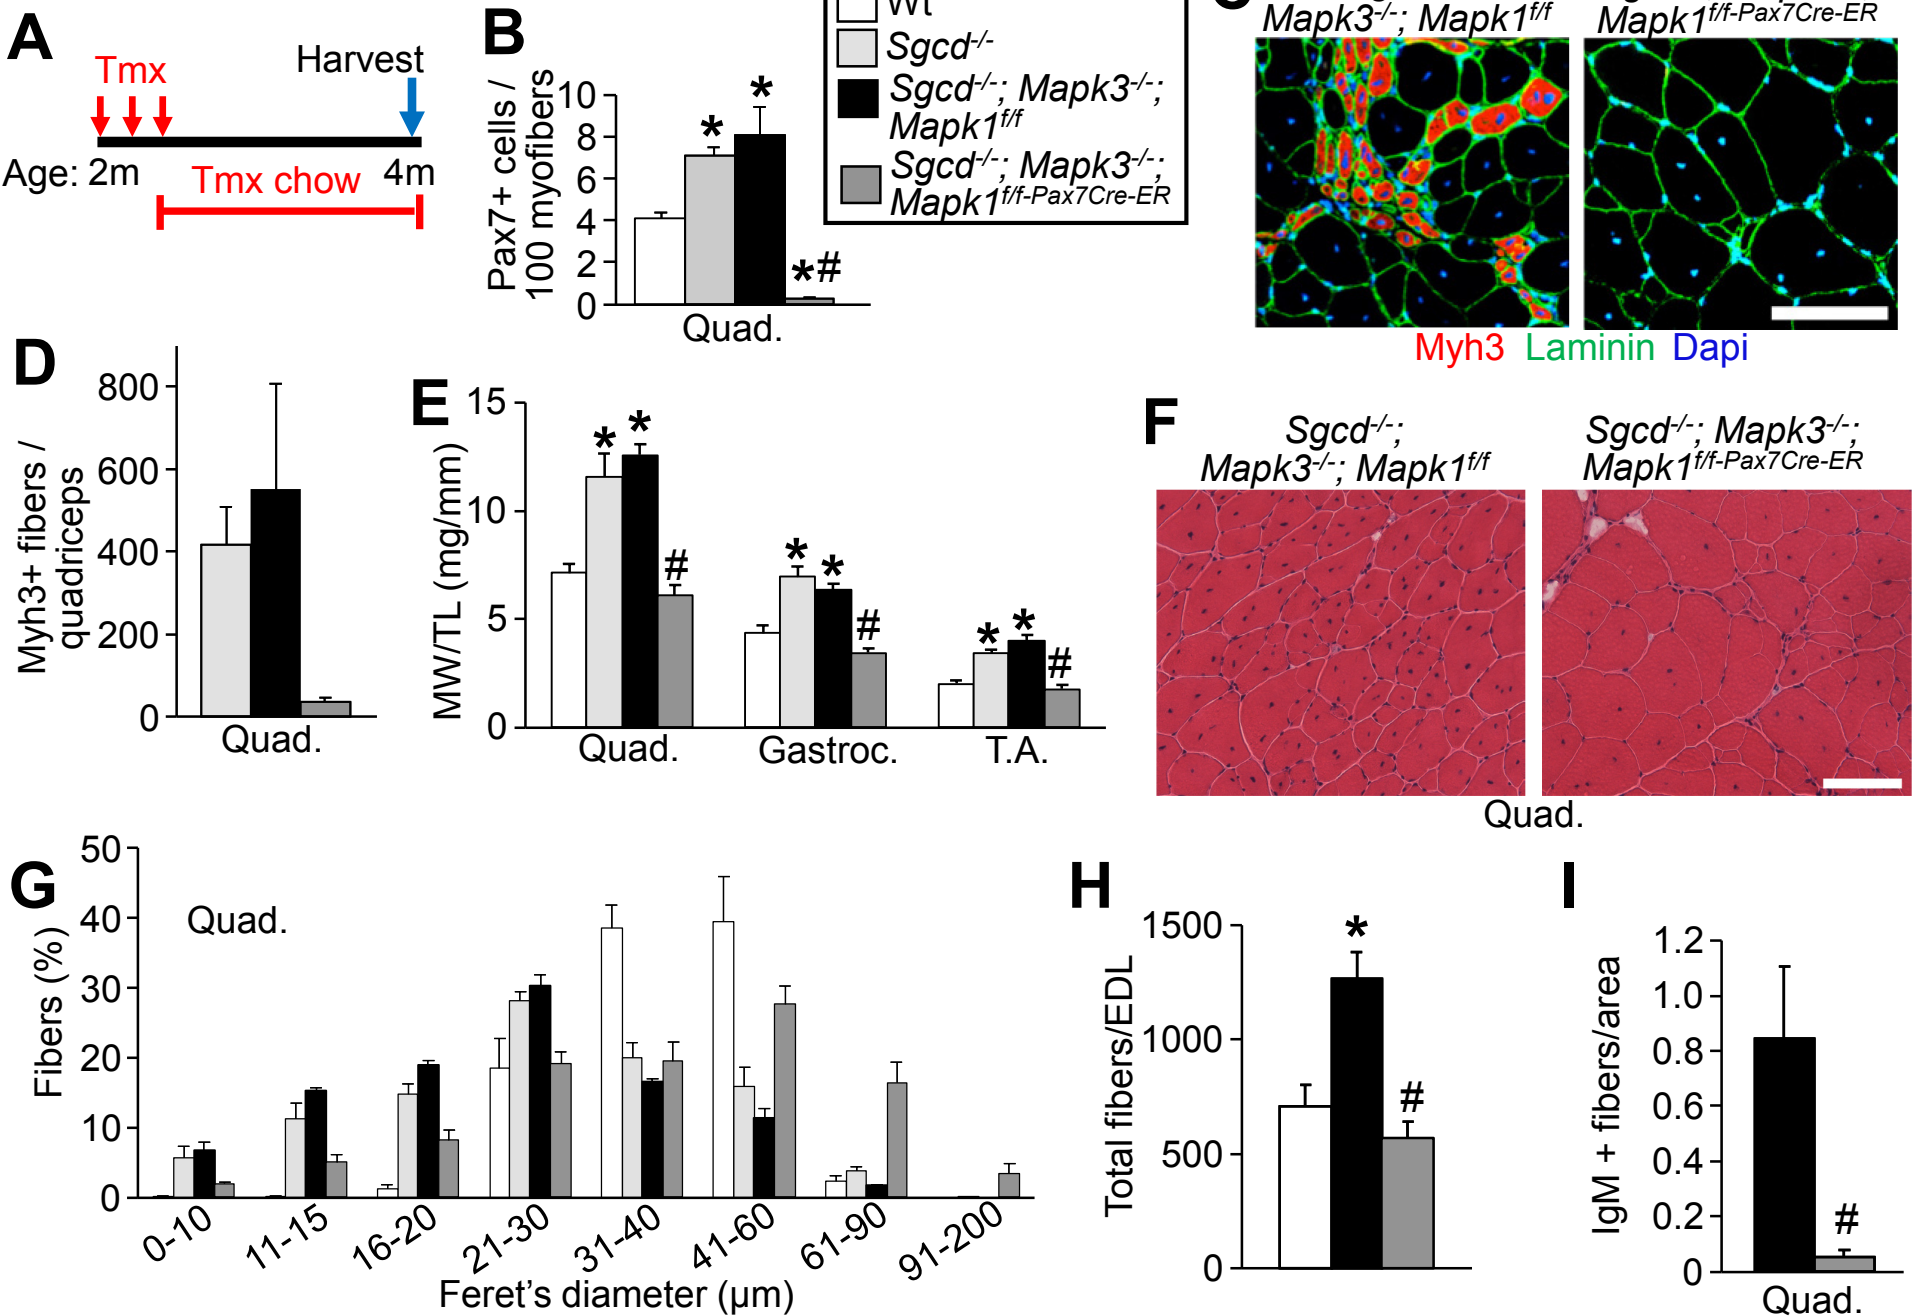 A
Tmx
Harvest
Age: 2m
4m
Tmx chow
B
Pax7+ cells /
100 myofibers
10
8
6
4
2
0
*
*
*#
Quad.
Wt
Sgcd-/-
Sgcd-/-; Mapk3-/-;
Mapk1f/f
Sgcd-/-; Mapk3-/-;
Mapk1f/f-Pax7Cre-ER
Mapk3-/-; Mapk1f/f
Mapk1f/f-Pax7Cre-ER
Myh3 Laminin Dapi
D
Myh3+ fibers /
quadriceps
800
600
400
200
0
Quad.
E
MW/TL (mg/mm)
15
10
5
0
* * #
* * #
* * #
Quad. Gastroc. T.A.
F
Sgcd-/-;
Mapk3-/-; Mapk1f/f
Sgcd-/-; Mapk3-/-;
Mapk1f/f-Pax7Cre-ER
Quad.
G
Quad.
Fibers (%)
50
40
30
20
10
0
0-10 11-15 16-20 21-30 31-40 41-60 61-90 91-200
Feret's diameter (µm)
H
Total fibers/EDL
1500
1000
500
0
*
#
I
IgM + fibers/area
1.2
1.0
0.8
0.6
0.4
0.2
0
#
Quad.